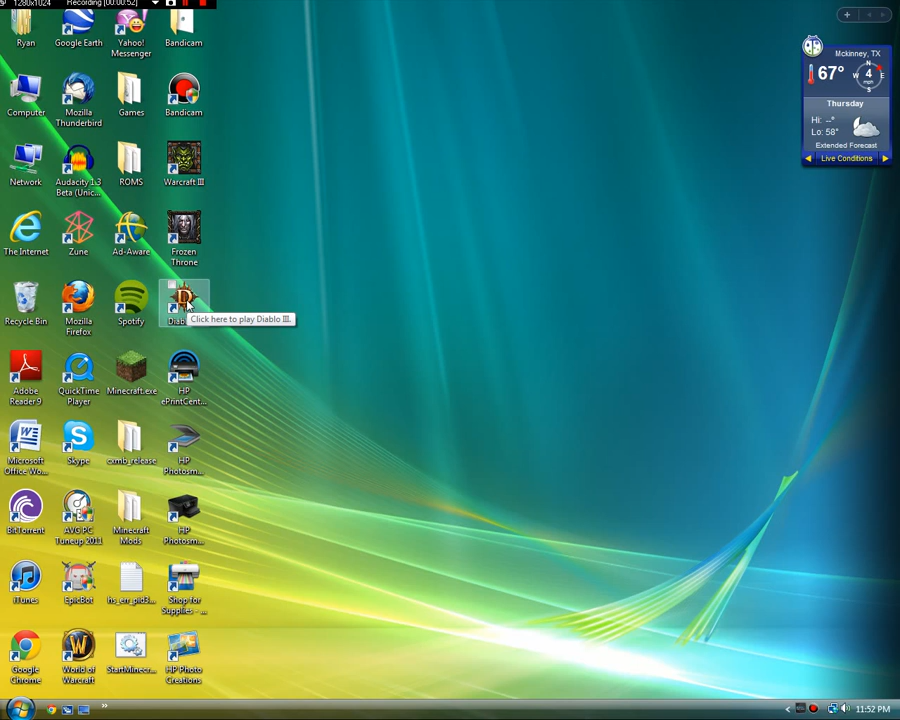 1280x1024
Recording [00:00:52]
Ryan
Google Earth
Yahoo!
Messenger
Bandicam
Computer
Mozilla
Thunderbird
Games
Bandicam
Network
Audacity 1.3
Beta (Unic...
ROMS
Warcraft III
The Internet
Zune
Ad-Aware
Frozen
Throne
Recycle Bin
Mozilla
Firefox
Spotify
Click here to play Diablo III.
Adobe
Reader 9
QuickTime
Player
Minecraft.exe
HP
ePrintCent...
Microsoft
Office Wo...
Skype
cxmb_release
HP
Photosm...
BitTorrent
AVG PC
Tuneup 2011
Minecraft
Mods
HP
Photosm...
iTunes
EpicBot
hs_err_pid3...
Shop for
Supplies - ...
Google
Chrome
World of
Warcraft
StartMinecr...
HP Photo
Creations
Mckinney, TX
67°
N
W
4
E
mph
S
Thursday
Hi: --°
Lo: 58°
Extended Forecast
Live Conditions
11:52 PM